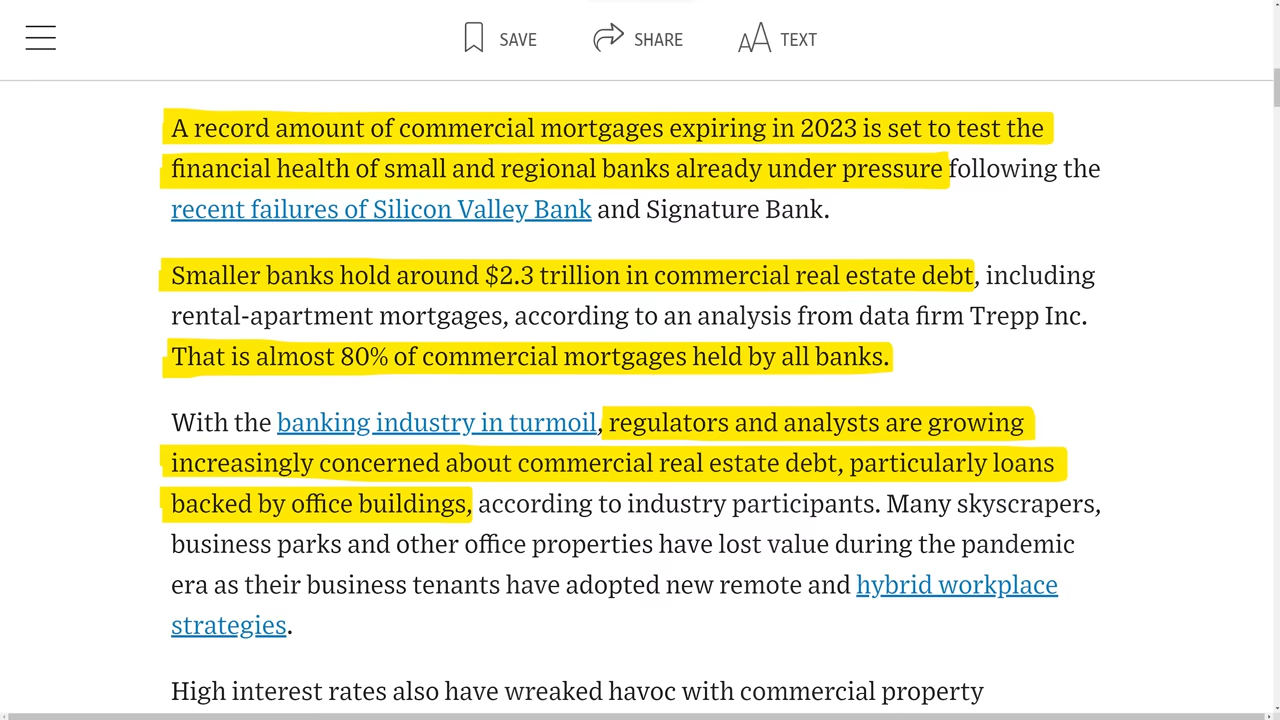 SAVE SHARE TEXT
A record amount of commercial mortgages expiring in 2023 is set to test the
financial health of small and regional banks already under pressure following the
recent failures of Silicon Valley Bank and Signature Bank.
Smaller banks hold around $2.3 trillion in commercial real estate debt, including
rental-apartment mortgages, according to an analysis from data firm Trepp Inc.
That is almost 80% of commercial mortgages held by all banks.
With the banking industry in turmoil, regulators and analysts are growing
increasingly concerned about commercial real estate debt, particularly loans
backed by office buildings, according to industry participants. Many skyscrapers,
business parks and other office properties have lost value during the pandemic
era as their business tenants have adopted new remote and hybrid workplace
strategies.
High interest rates also have wreaked havoc with commercial property